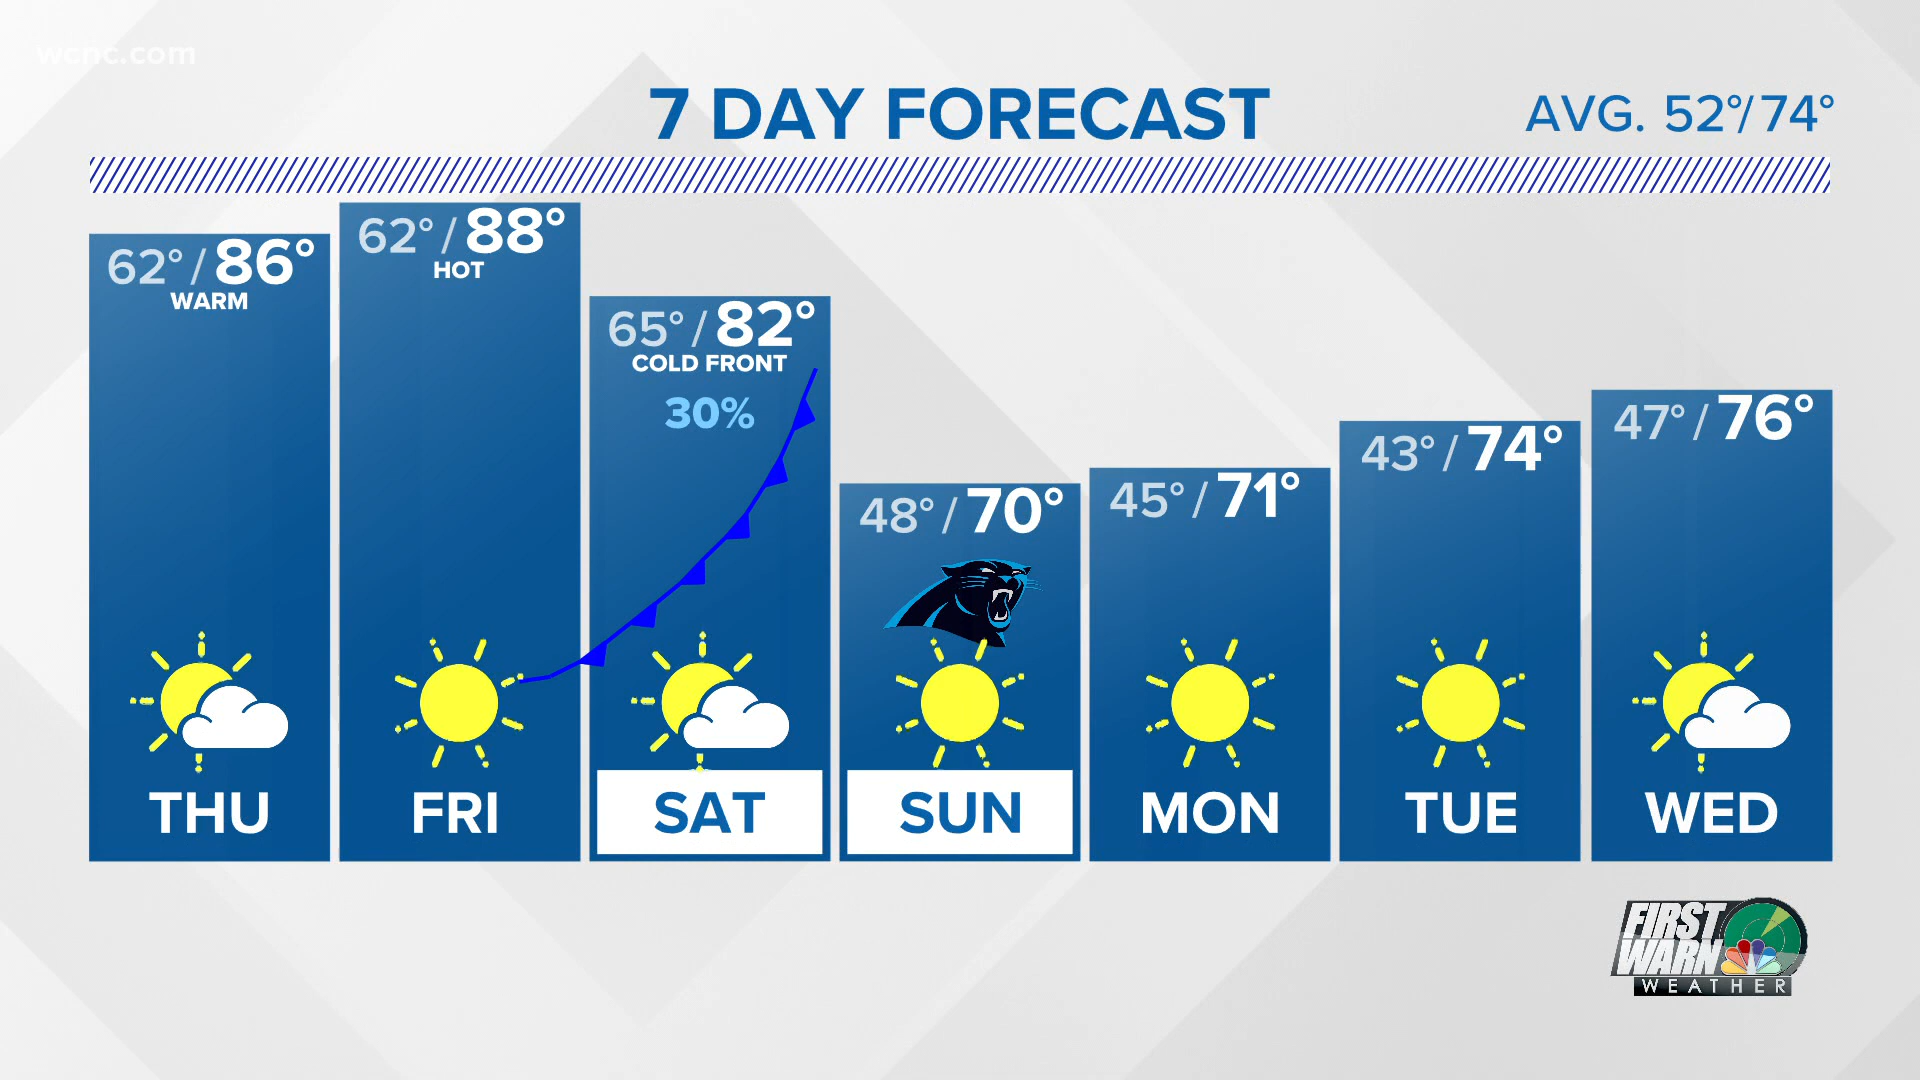 wcnc.com
7 DAY FORECAST
AVG. 52°/74°
62°/86°
WARM
THU
62°/88°
HOT
FRI
65°/82°
COLD FRONT
30%
SAT
48°/70°
SUN
45°/71°
MON
43°/74°
TUE
47°/76°
WED
FIRST
WARN
WEATHER